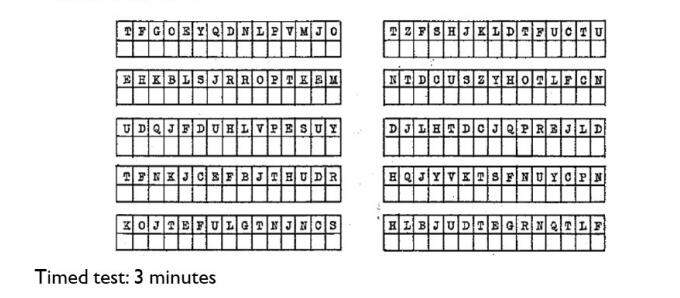 T F G O E Y Q D N L P V M J O
E H K B L S J R R O P T K E M
U D Q J F D U H L V P E S U Y
T F N K J C E F B J T H U D R
K O J T E F U L G T N J N C S
T Z F S H J K L D T F U C T U
N T D C U S Z Y H O T L F C N
D J L H T D C J Q P R E J L D
H Q J Y V K T S F N U Y C P N
H L B J U D T E G R N Q T L F
Timed test: 3 minutes